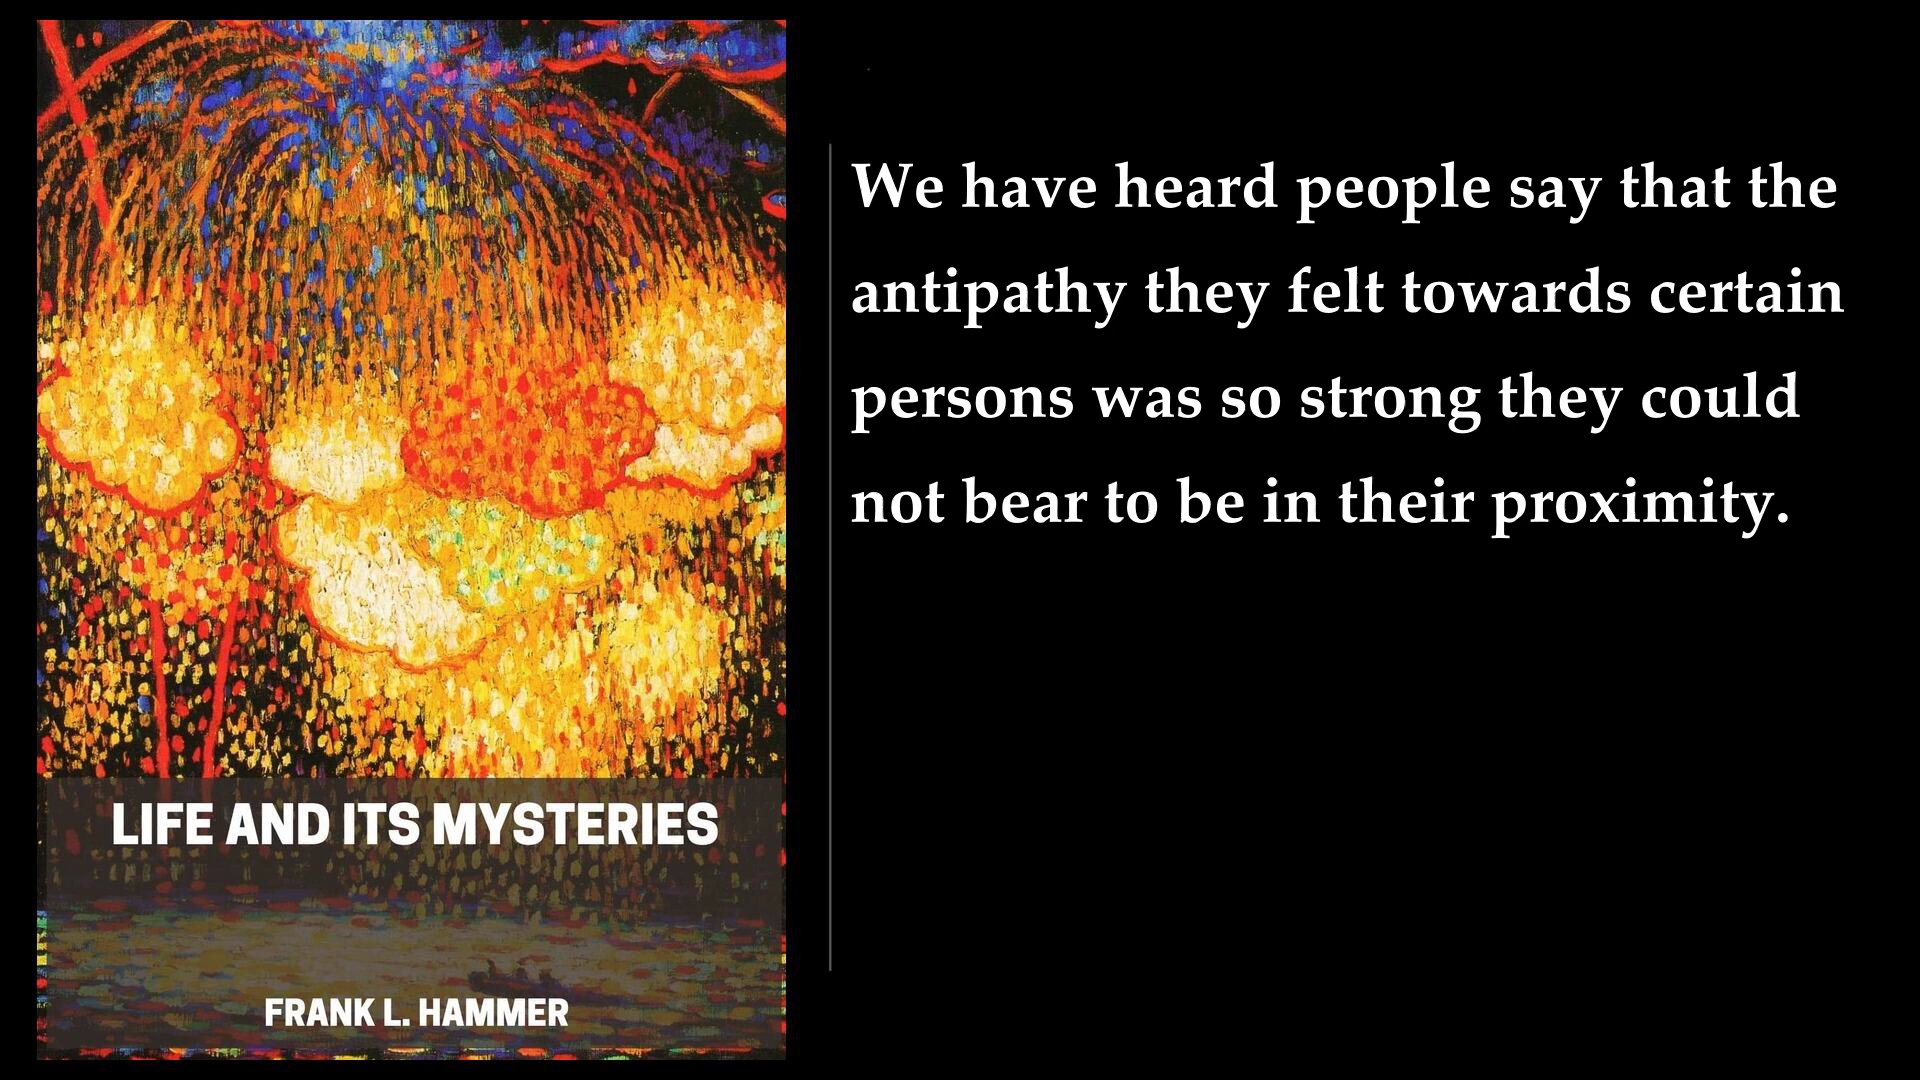 LIFE AND ITS MYSTERIES
FRANK L. HAMMER
We have heard people say that the
antipathy they felt towards certain
persons was so strong they could
not bear to be in their proximity.